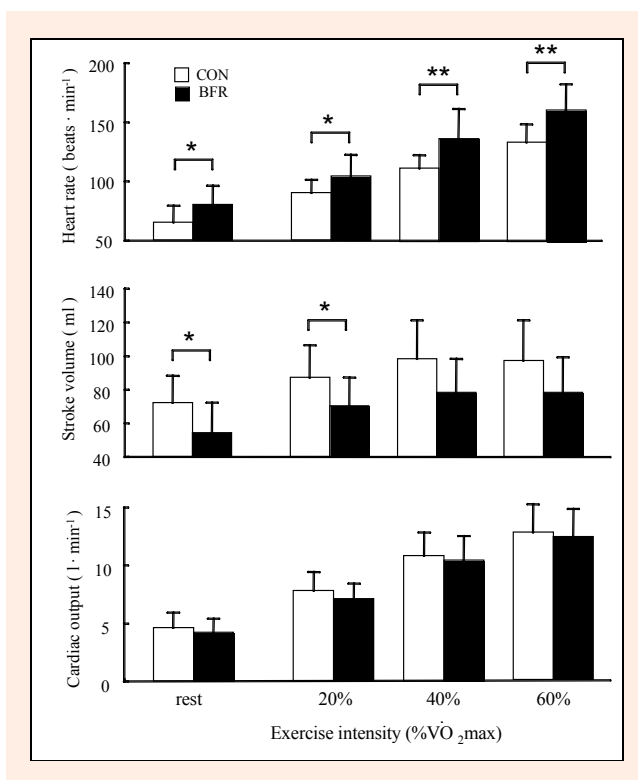 200
150
100
50
Heart rate ( beats · min-1 )
CON
BFR
*
*
**
**
140
120
100
80
60
40
Stroke volume ( ml )
*
*
15
10
5
0
Cardiac output ( l · min-1 )
rest 20% 40% 60%
Exercise intensity (%V̇O 2max)